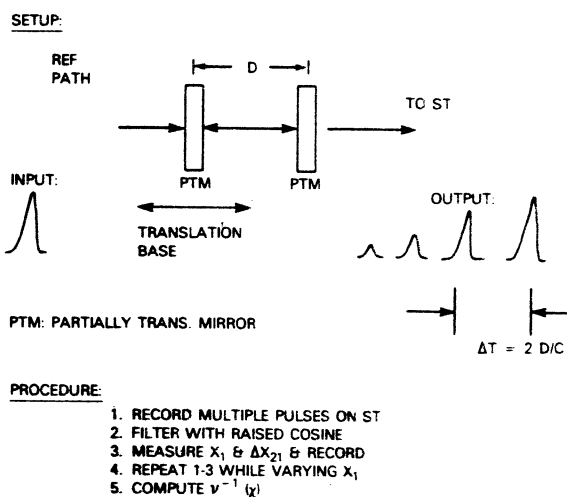 SETUP:
REF
PATH
D
TO ST
PTM
PTM
INPUT:
TRANSLATION
BASE
OUTPUT:
PTM: PARTIALLY TRANS. MIRROR
ΔT = 2 D/C
PROCEDURE:
1. RECORD MULTIPLE PULSES ON ST
2. FILTER WITH RAISED COSINE
3. MEASURE X₁ & ΔX₂₁ & RECORD
4. REPEAT 1-3 WHILE VARYING X₁
5. COMPUTE ν⁻¹ (χ)